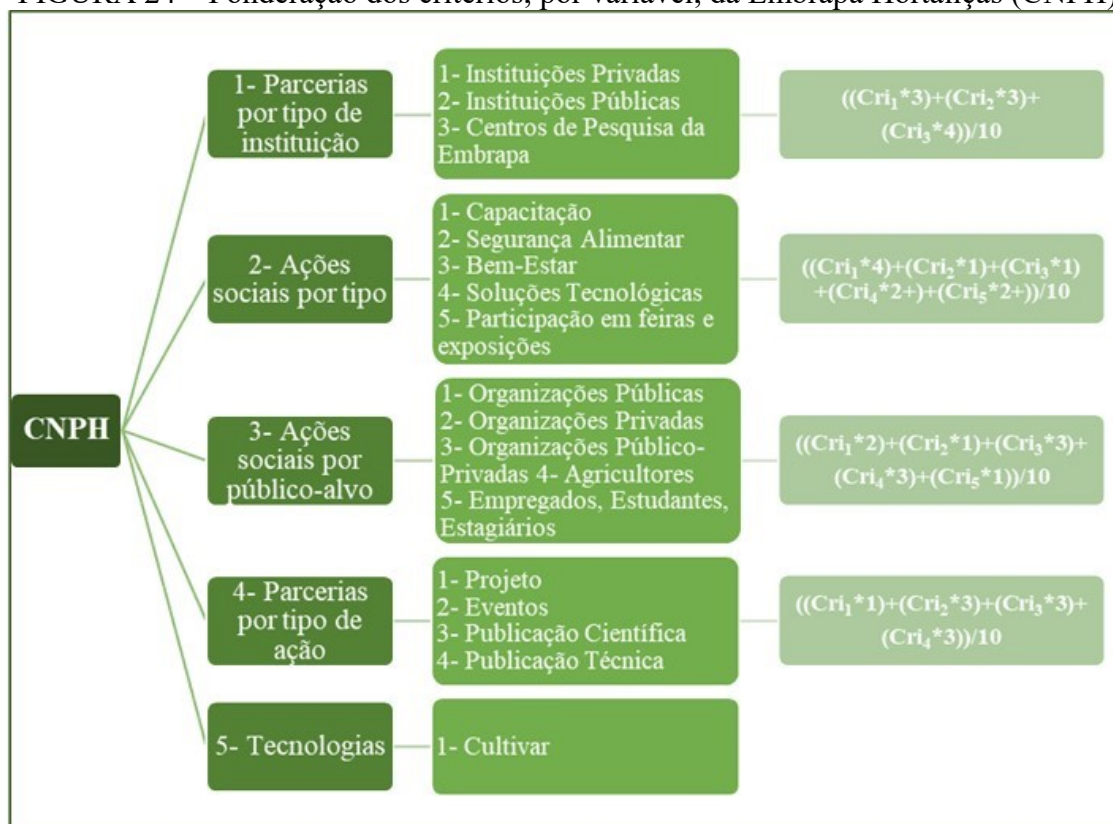 FIGURA 24 – Ponderação dos critérios, por variável, da Embrapa Hortaliças (CNPH)
CNPH
1- Parcerias
por tipo de
instituição
1- Instituições Privadas
2- Instituições Públicas
3- Centros de Pesquisa da
Embrapa
((Cri₁*3)+(Cri₂*3)+
(Cri₃*4))/10
2- Ações
sociais por tipo
1- Capacitação
2- Segurança Alimentar
3- Bem-Estar
4- Soluções Tecnológicas
5- Participação em feiras e
exposições
((Cri₁*4)+(Cri₂*1)+(Cri₃*1)
+(Cri₄*2+)+(Cri₅*2+))/10
3- Ações
sociais por
público-alvo
1- Organizações Públicas
2- Organizações Privadas
3- Organizações Público-
Privadas 4- Agricultores
5- Empregados, Estudantes,
Estagiários
((Cri₁*2)+(Cri₂*1)+(Cri₃*3)+
(Cri₄*3)+(Cri₅*1))/10
4- Parcerias
por tipo de
ação
1- Projeto
2- Eventos
3- Publicação Científica
4- Publicação Técnica
((Cri₁*1)+(Cri₂*3)+(Cri₃*3)+
(Cri₄*3))/10
5- Tecnologias
1- Cultivar